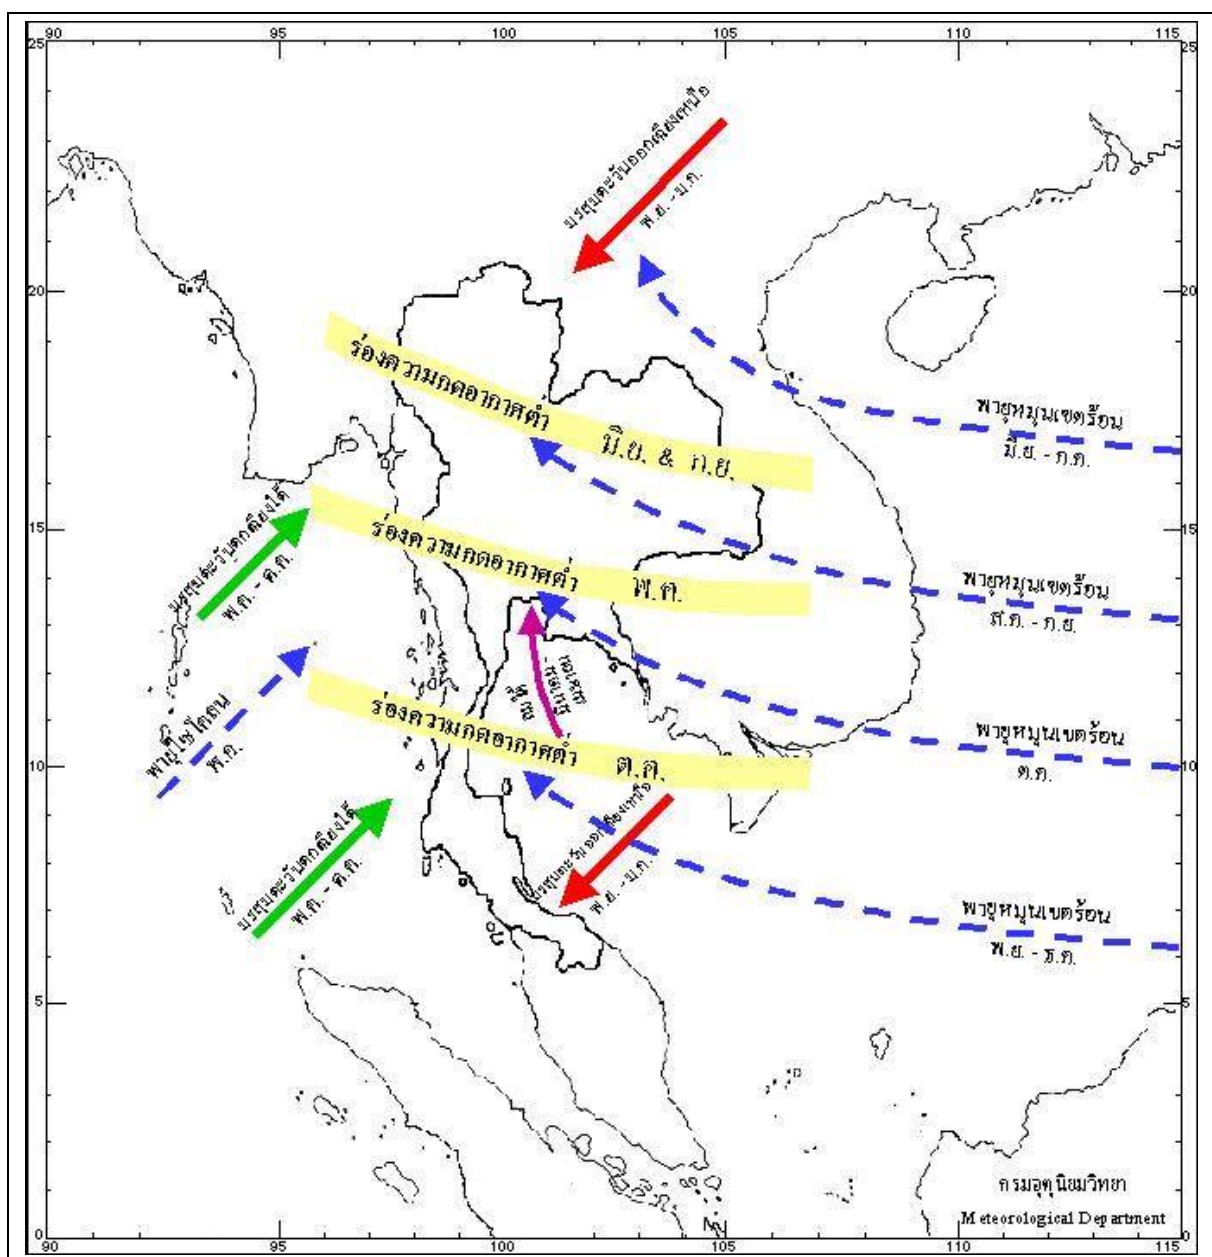 90 95 100 105 110 115
25 25
มรสุมตะวันออกเฉียงเหนือ
พ.ย. - ม.ค.
20 20
ร่องความกดอากาศต่ำ มิ.ย. & ก.ย.
พายุหมุนเขตร้อน
มิ.ย. - ก.ค.
มรสุมตะวันตกเฉียงใต้
พ.ค. - ต.ค.
15 15
ร่องความกดอากาศต่ำ พ.ค.
พายุหมุนเขตร้อน
ส.ค. - ก.ย.
พายุไซโคลน
พ.ค.
ร่องความกดอากาศต่ำ ต.ค.
พายุหมุนเขตร้อน
ต.ค.
10 10
มรสุมตะวันตกเฉียงใต้
พ.ค. - ต.ค.
มรสุมตะวันออกเฉียงเหนือ
พ.ย. - ม.ค.
พายุหมุนเขตร้อน
พ.ย. - ธ.ค.
5 5
กรมอุตุนิยมวิทยา
Meteorological Department
0 0
90 95 100 105 110 115